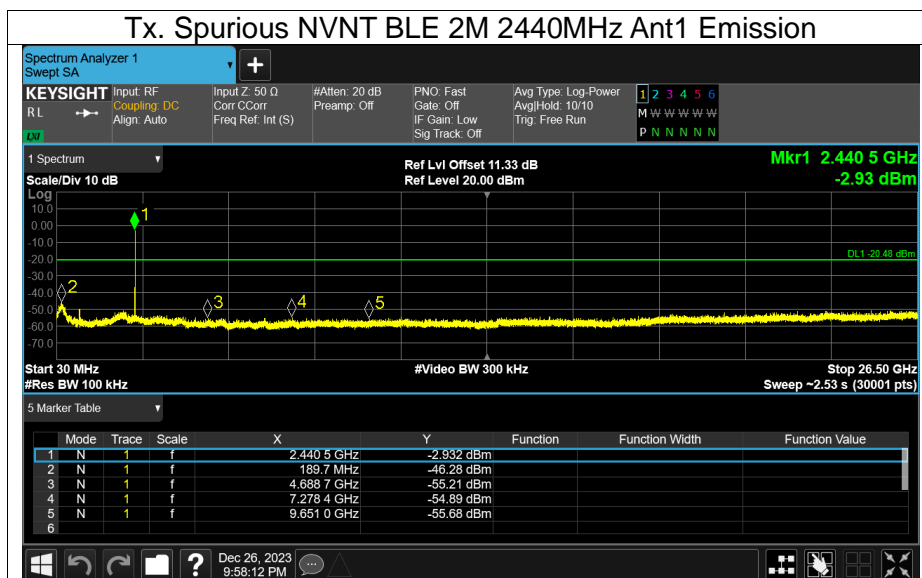 Tx. Spurious NVNT BLE 2M 2440MHz Ant1 Emission
Spectrum Analyzer 1
Swept SA
+
KEYSIGHT Input: RF Input Z: 50 Ω #Atten: 20 dB PNO: Fast Avg Type: Log-Power 1 2 3 4 5 6
RL Coupling: DC Corr CCorr Preamp: Off Gate: Off Avg|Hold: 10/10 M W W W W W
Align: Auto Freq Ref: Int (S) IF Gain: Low Trig: Free Run
LXI Sig Track: Off P N N N N N
1 Spectrum Ref Lvl Offset 11.33 dB Mkr1 2.440 5 GHz
Scale/Div 10 dB Ref Level 20.00 dBm -2.93 dBm
Log
10.0 1
0.00
-10.0
-20.0 DL1 -20.48 dBm
-30.0
-40.0 2
-50.0 3 4 5
-60.0
-70.0
Start 30 MHz #Video BW 300 kHz Stop 26.50 GHz
#Res BW 100 kHz Sweep ~2.53 s (30001 pts)
5 Marker Table
Mode Trace Scale X Y Function Function Width Function Value
1 N 1 f 2.440 5 GHz -2.932 dBm
2 N 1 f 189.7 MHz -46.28 dBm
3 N 1 f 4.688 7 GHz -55.21 dBm
4 N 1 f 7.278 4 GHz -54.89 dBm
5 N 1 f 9.651 0 GHz -55.68 dBm
6
? Dec 26, 2023
9:58:12 PM